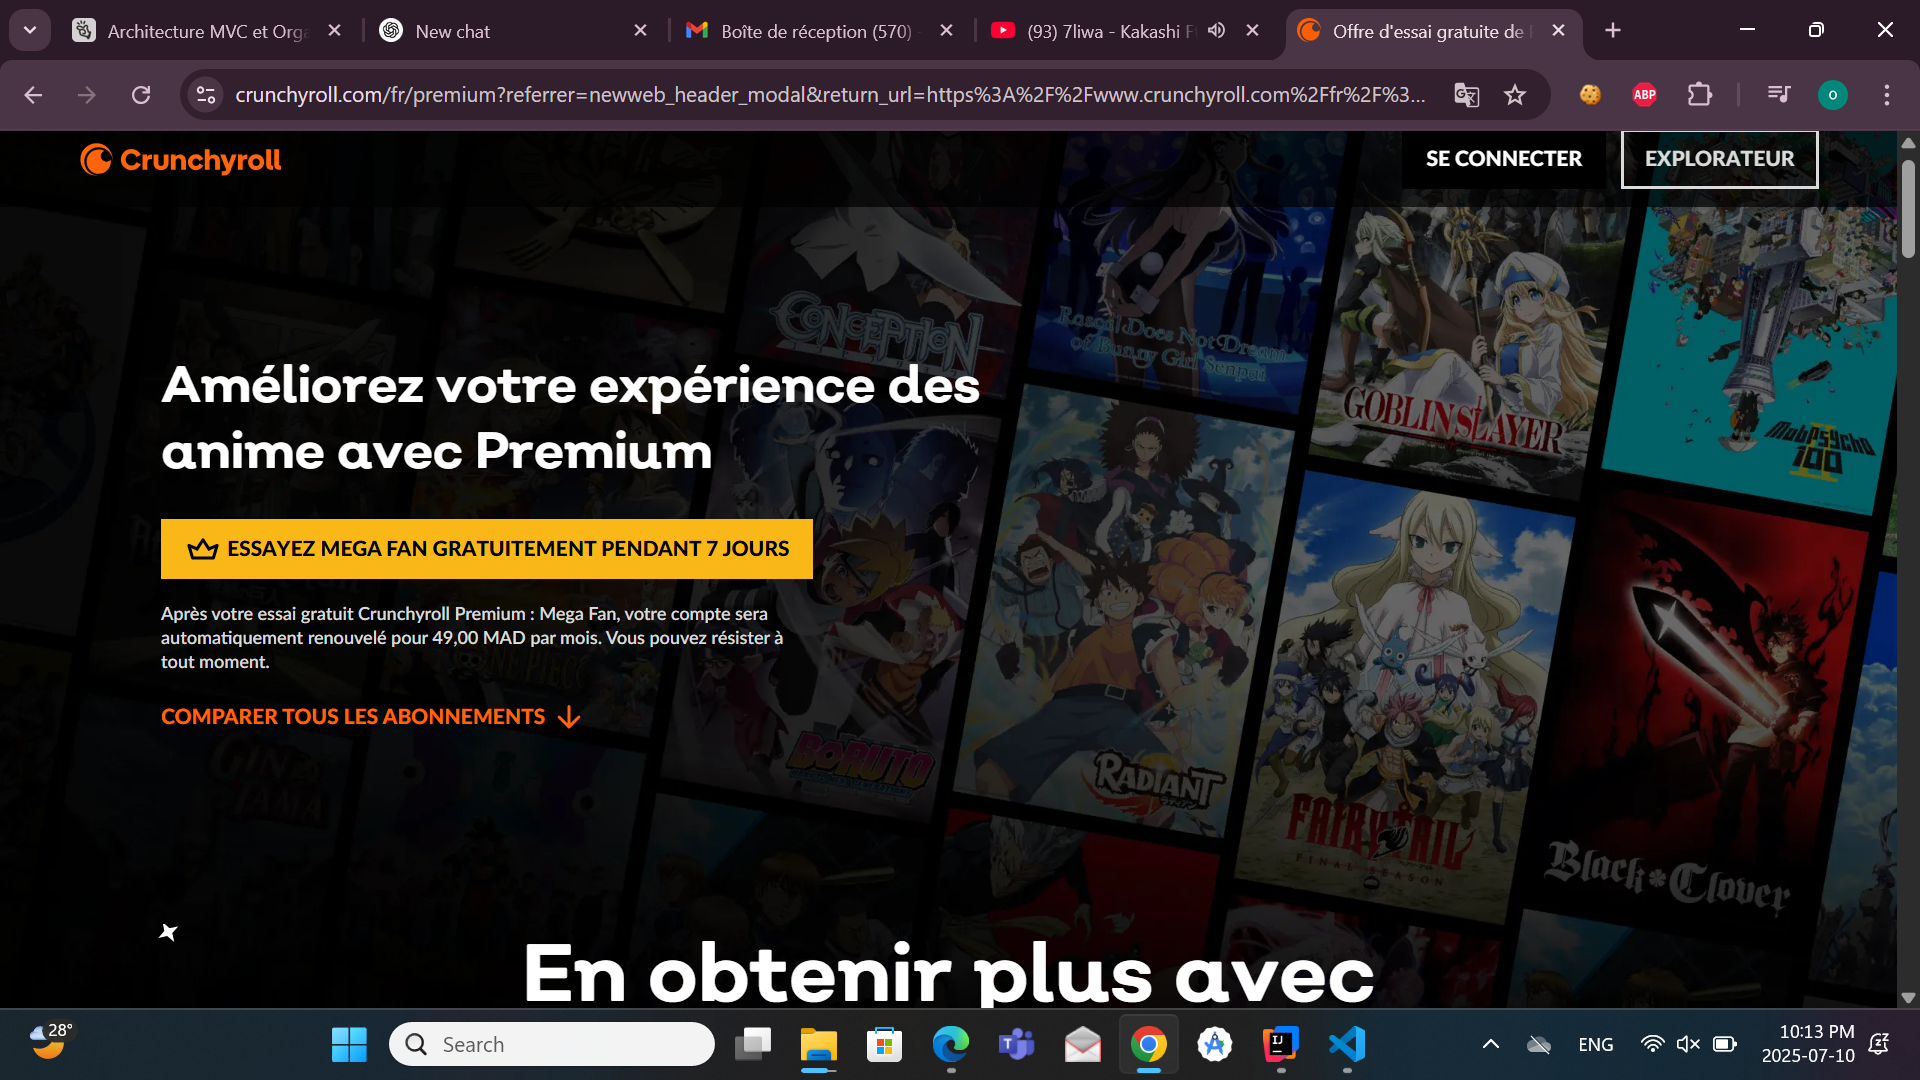 Architecture MVC et Orga
New chat
Boîte de réception (570) -
(93) 7liwa - Kakashi Ft
Offre d'essai gratuite de P
crunchyroll.com/fr/premium?referrer=newweb_header_modal&return_url=https%3A%2F%2Fwww.crunchyroll.com%2Ffr%2F%3...
ABP
O
Crunchyroll
SE CONNECTER
EXPLORATEUR
CONCEPTION
Rascal Does Not Dream
of Bunny Girl Senpai
GOBLIN SLAYER
Mob Psycho
100
II
Améliorez votre expérience des
anime avec Premium
ESSAYEZ MEGA FAN GRATUITEMENT PENDANT 7 JOURS
Après votre essai gratuit Crunchyroll Premium : Mega Fan, votre compte sera
automatiquement renouvelé pour 49,00 MAD par mois. Vous pouvez résister à
tout moment.
ONE PIECE
COMPARER TOUS LES ABONNEMENTS
GINTAMA
BORUTO
RADIANT
FAIRY TAIL
FINAL SEASON
Black Clover
En obtenir plus avec
28°
Search
ENG
10:13 PM
2025-07-10